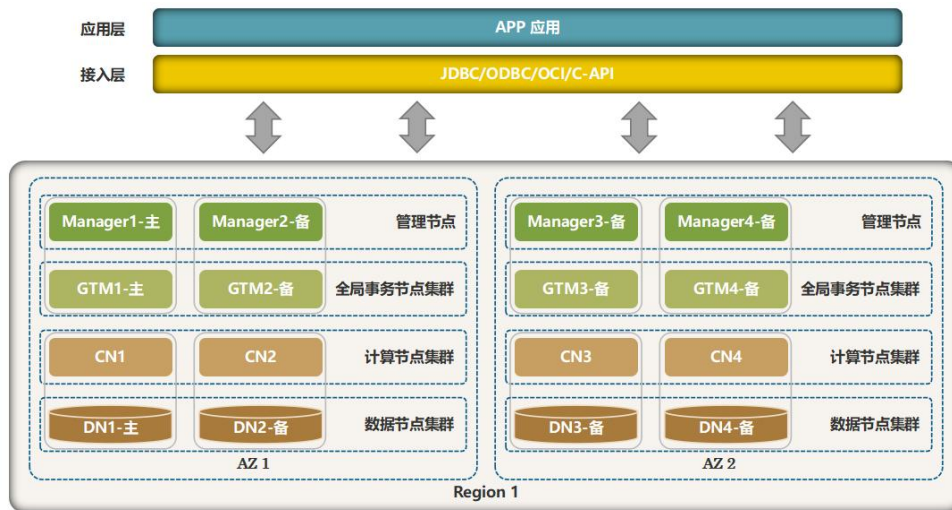 应用层 APP 应用
接入层 JDBC/ODBC/OCI/C-API
Manager1-主 Manager2-备 管理节点 Manager3-备 Manager4-备 管理节点
GTM1-主 GTM2-备 全局事务节点集群 GTM3-备 GTM4-备 全局事务节点集群
CN1 CN2 计算节点集群 CN3 CN4 计算节点集群
DN1-主 DN2-备 数据节点集群 DN3-备 DN4-备 数据节点集群
AZ 1 AZ 2
Region 1